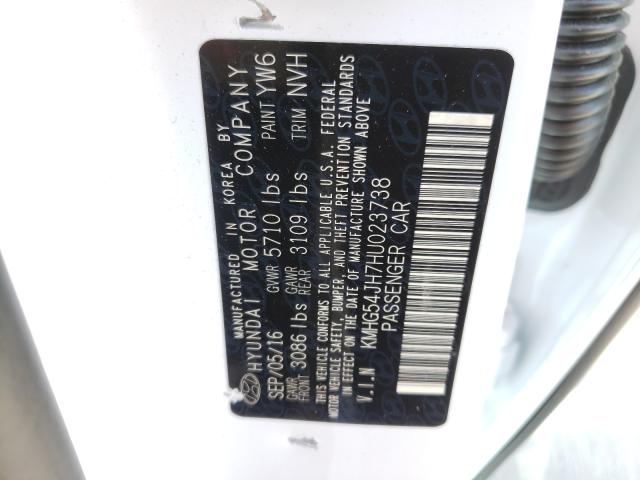 MANUFACTURED IN KOREA BY
HYUNDAI MOTOR COMPANY
SEP/05/16 GVWR 5710 lbs PAINT YW6
GAWR FRONT 3086 lbs GAWR REAR 3109 lbs TRIM NVH
THIS VEHICLE CONFORMS TO ALL APPLICABLE U.S.A. FEDERAL
MOTOR VEHICLE SAFETY, BUMPER, AND THEFT PREVENTION STANDARDS
IN EFFECT ON THE DATE OF MANUFACTURE SHOWN ABOVE.
V.I.N KMHG54JH7HU023738
PASSENGER CAR